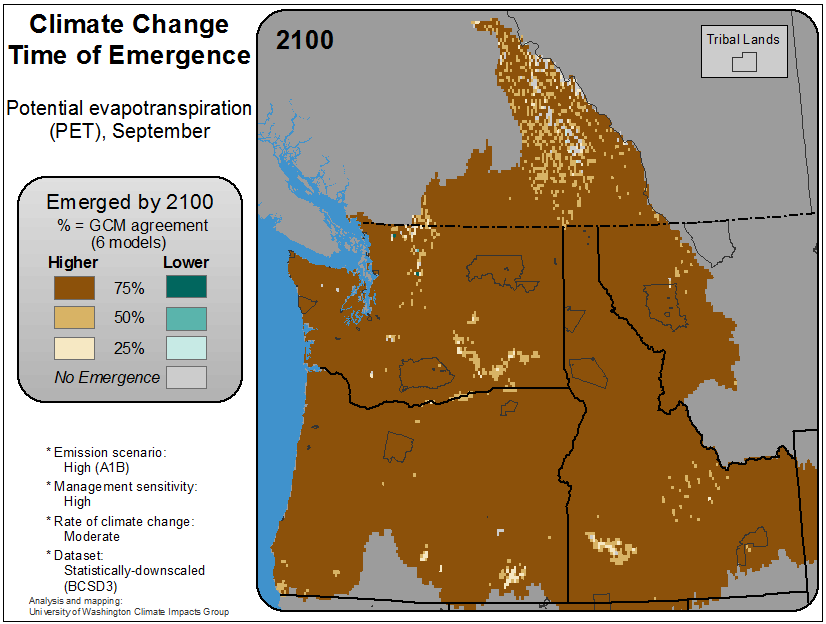 Climate Change
Time of Emergence
Potential evapotranspiration
(PET), September
Emerged by 2100
% = GCM agreement
(6 models)
Higher Lower
75%
50%
25%
No Emergence
* Emission scenario:
High (A1B)
* Management sensitivity:
High
* Rate of climate change:
Moderate
* Dataset:
Statistically-downscaled
(BCSD3)
Analysis and mapping:
University of Washington Climate Impacts Group
2100
Tribal Lands